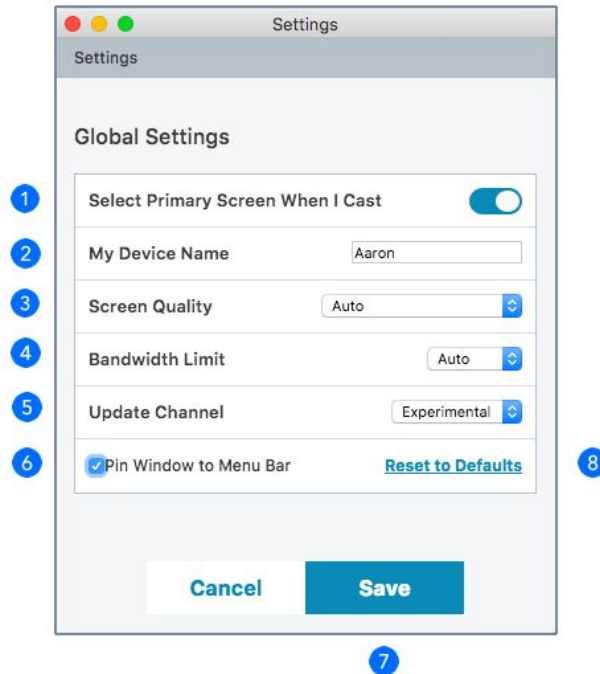 Settings
Settings
Global Settings
1 Select Primary Screen When I Cast
2 My Device Name Aaron
3 Screen Quality Auto
4 Bandwidth Limit Auto
5 Update Channel Experimental
6 Pin Window to Menu Bar Reset to Defaults 8
Cancel Save
7